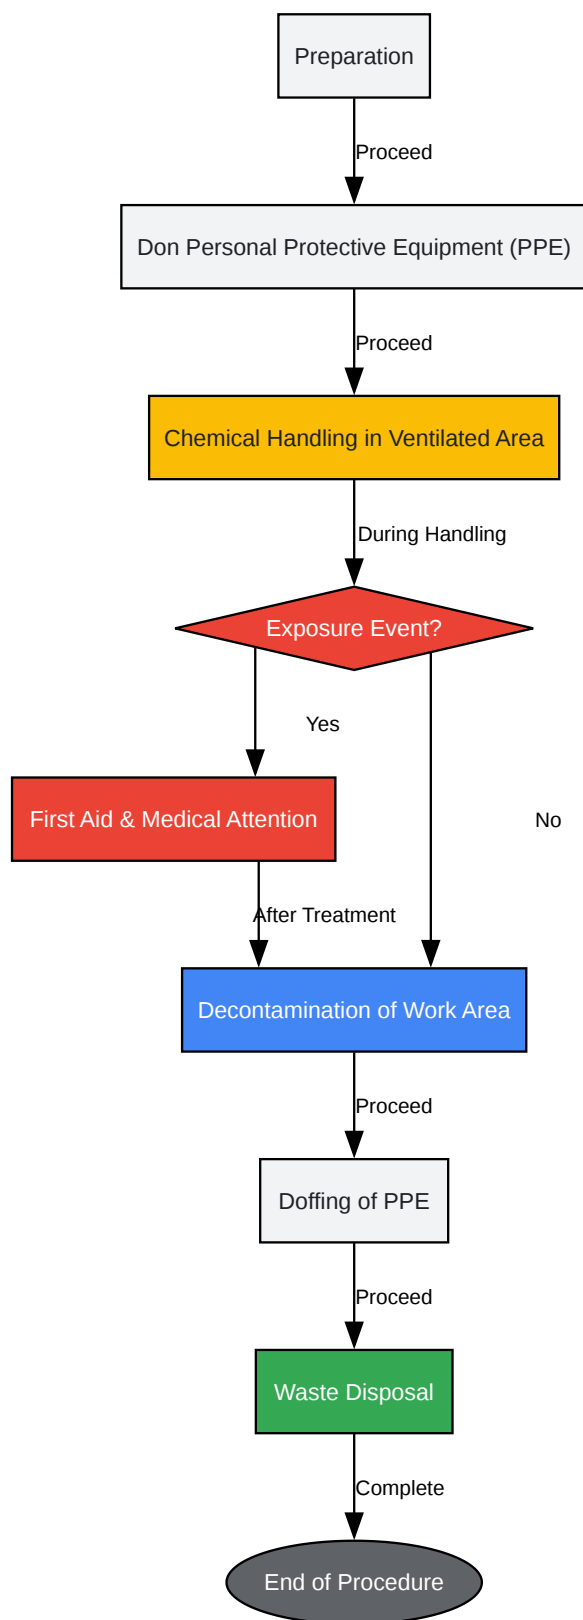 Preparation
Proceed
Don Personal Protective Equipment (PPE)
Proceed
Chemical Handling in Ventilated Area
During Handling
Exposure Event?
Yes
First Aid & Medical Attention
No
After Treatment
Decontamination of Work Area
Proceed
Doffing of PPE
Proceed
Waste Disposal
Complete
End of Procedure